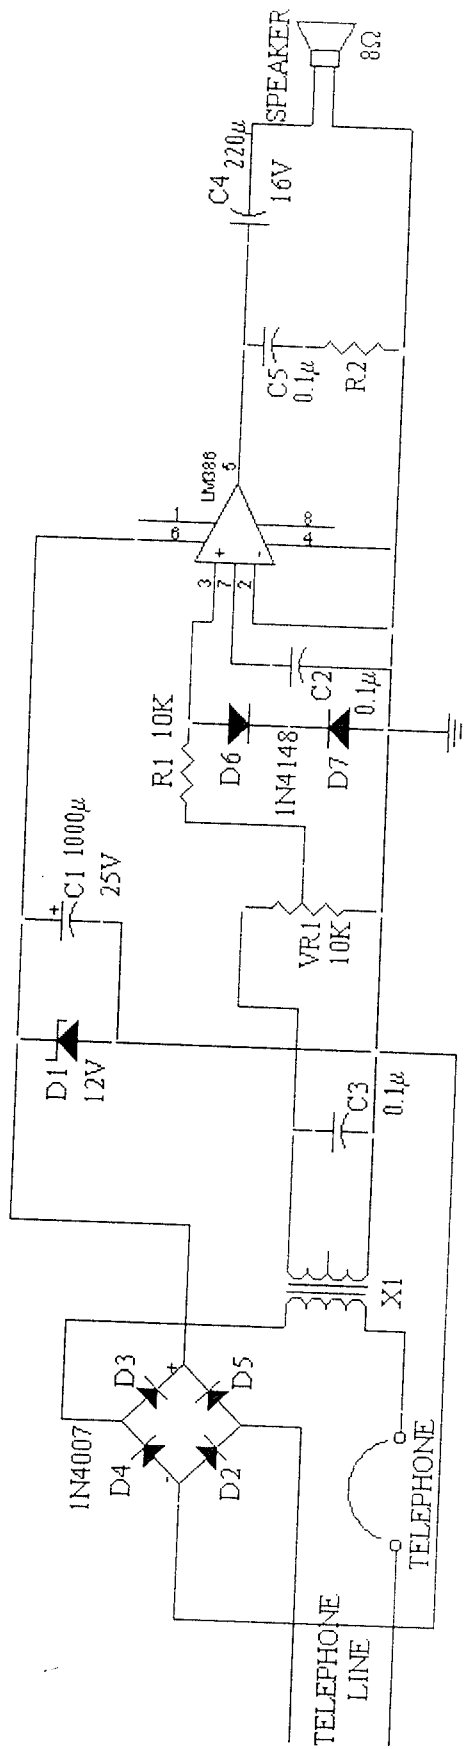 TELEPHONE
LINE
TELEPHONE
1N4007
D4
D3
D2
D5
-
+
X1
D1
12V
C1 1000µ
+
25V
C3
0.1µ
VR1
10K
R1 10K
D6
1N4148
D7
C2
0.1µ
3
7
2
+
-
1
6
8
4
LM386
5
C5
0.1µ
R2
C4
220µ
16V
SPEAKER
8Ω